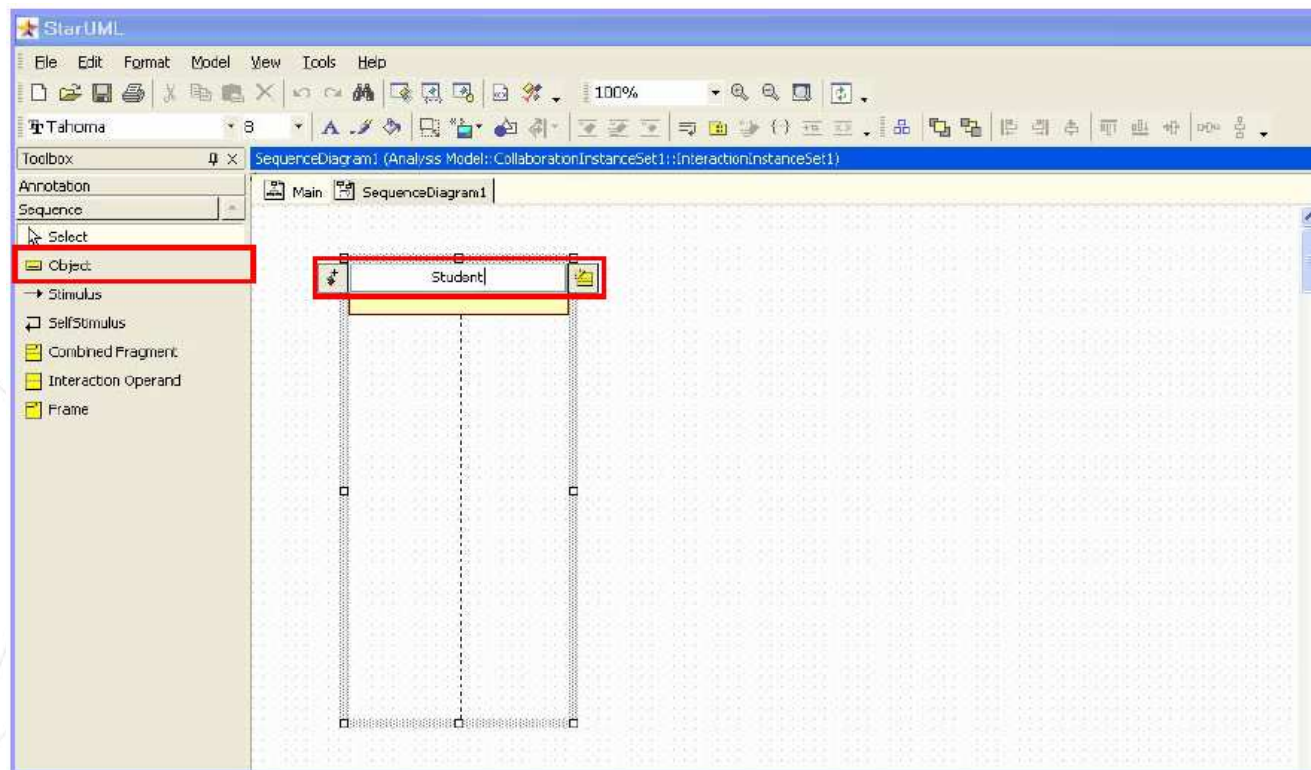 StarUML
File Edit Format Model View Tools Help
100%
Tahoma 8
Toolbox
SequenceDiagram1 (Analysis Model::CollaborationInstanceSet1::InteractionInstanceSet1)
Annotation
Main SequenceDiagram1
Sequence
Select
Object
Student
Stimulus
SelfStimulus
Combined Fragment
Interaction Operand
Frame